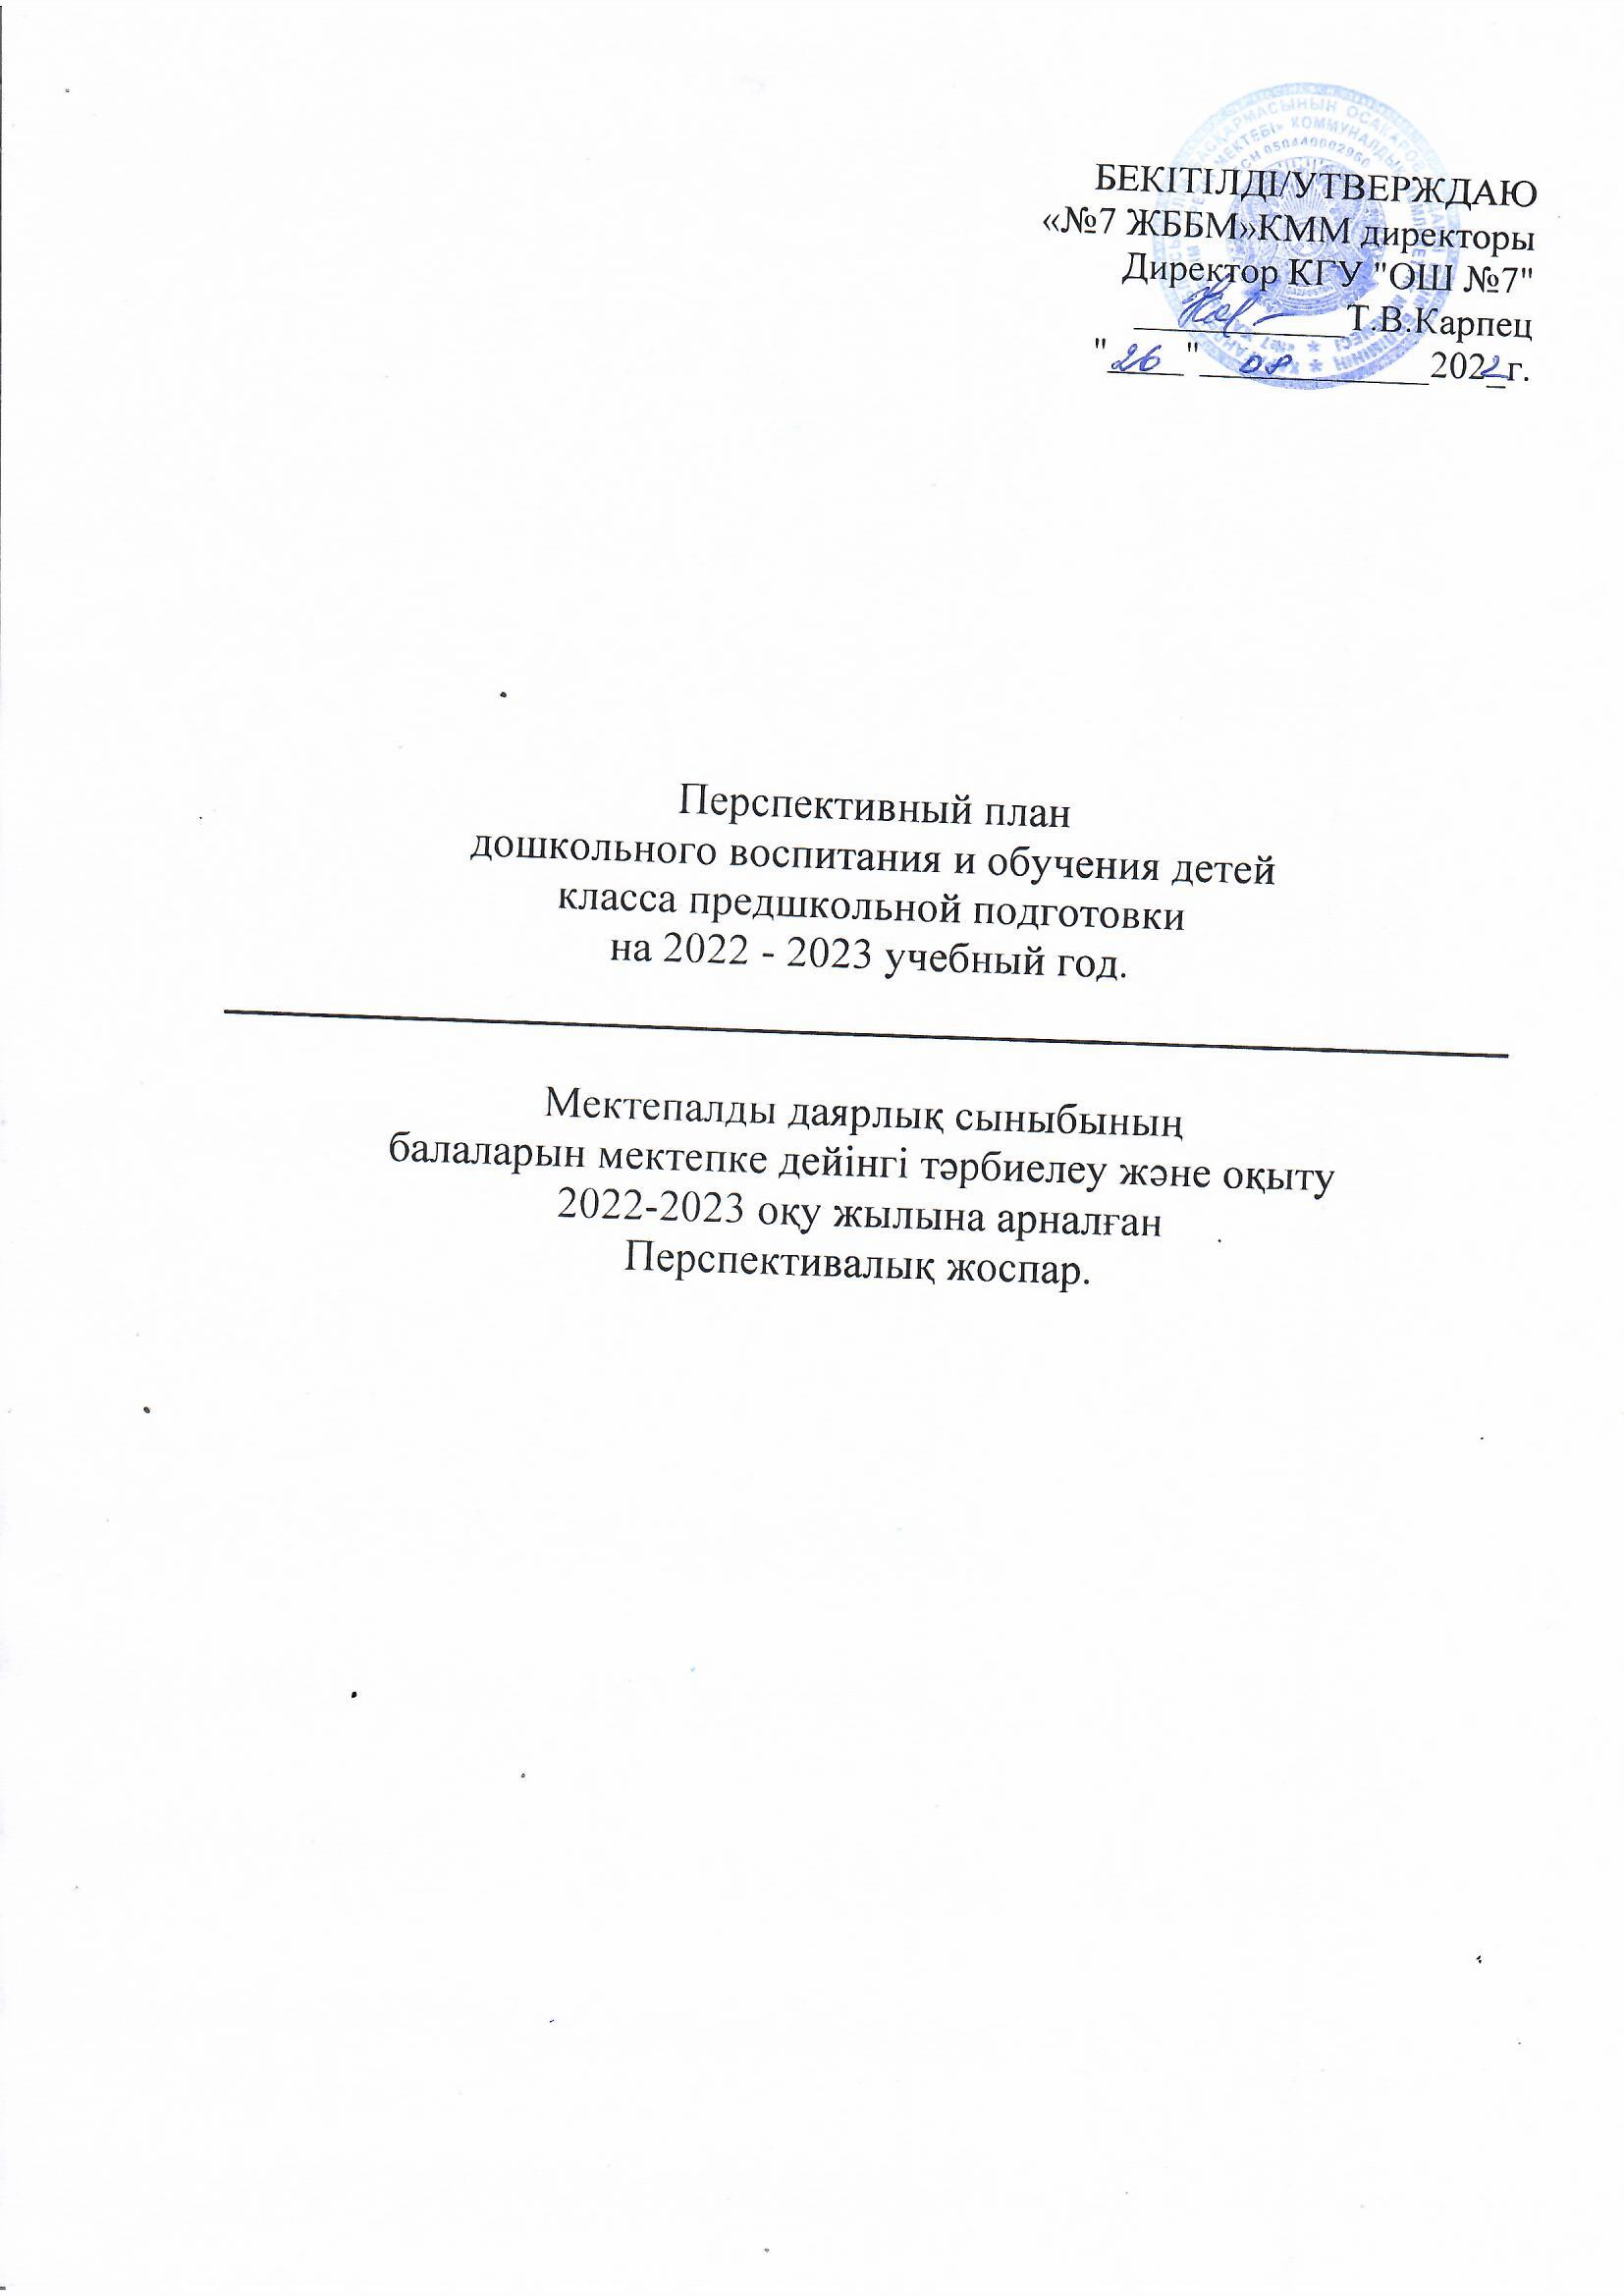 БЕКІТІЛДІ/УТВЕРЖДАЮ
«№7 ЖББМ»КММ директоры
Директор КГУ "ОШ №7"
____________Т.В.Карпец
"26" 08 2022г.
Перспективный план
дошкольного воспитания и обучения детей
класса предшкольной подготовки
на 2022 - 2023 учебный год.
Мектепалды даярлық сыныбының
балаларын мектепке дейінгі тәрбиелеу және оқыту
2022-2023 оқу жылына арналған
Перспективалық жоспар.